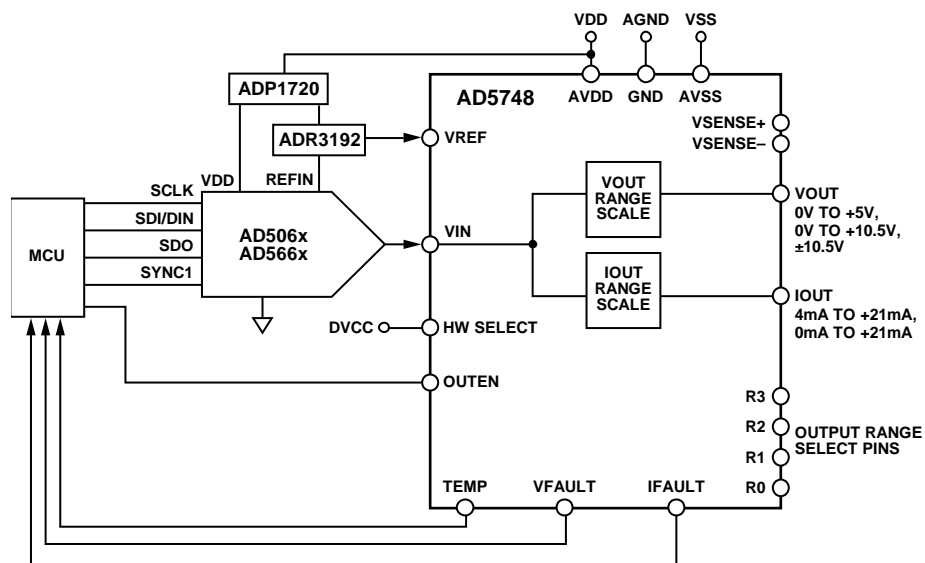 VDD AGND VSS
ADP1720
AD5748
AVDD GND AVSS
ADR3192
VREF
VSENSE+
VSENSE–
SCLK
VDD REFIN
SDI/DIN
SDO
SYNC1
MCU
AD506x
AD566x
VIN
VOUT
RANGE
SCALE
VOUT
0V TO +5V,
0V TO +10.5V,
±10.5V
IOUT
RANGE
SCALE
IOUT
4mA TO +21mA,
0mA TO +21mA
DVCC
HW SELECT
OUTEN
R3
R2
R1
R0
OUTPUT RANGE
SELECT PINS
TEMP VFAULT IFAULT